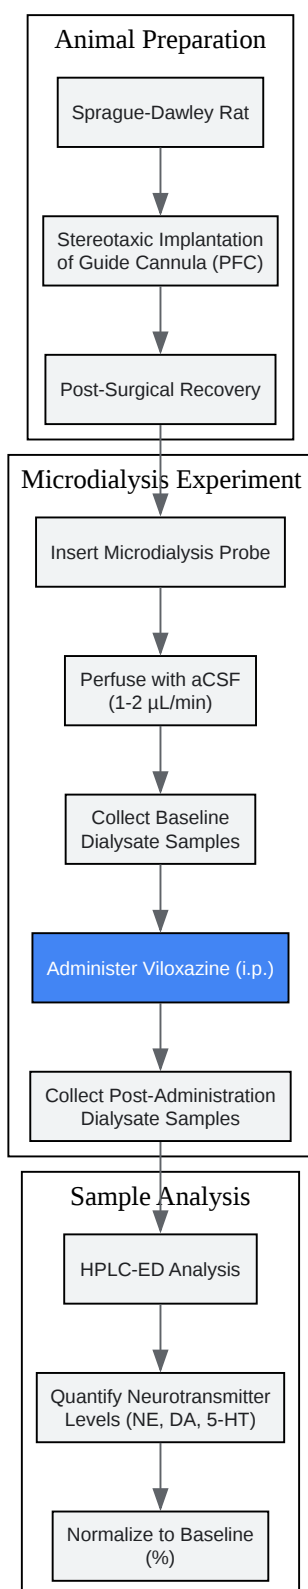 Animal Preparation
Sprague-Dawley Rat
Stereotaxic Implantation
of Guide Cannula (PFC)
Post-Surgical Recovery
Microdialysis Experiment
Insert Microdialysis Probe
Perfuse with aCSF
(1-2 µL/min)
Collect Baseline
Dialysate Samples
Administer Viloxazine (i.p.)
Collect Post-Administration
Dialysate Samples
Sample Analysis
HPLC-ED Analysis
Quantify Neurotransmitter
Levels (NE, DA, 5-HT)
Normalize to Baseline
(%)